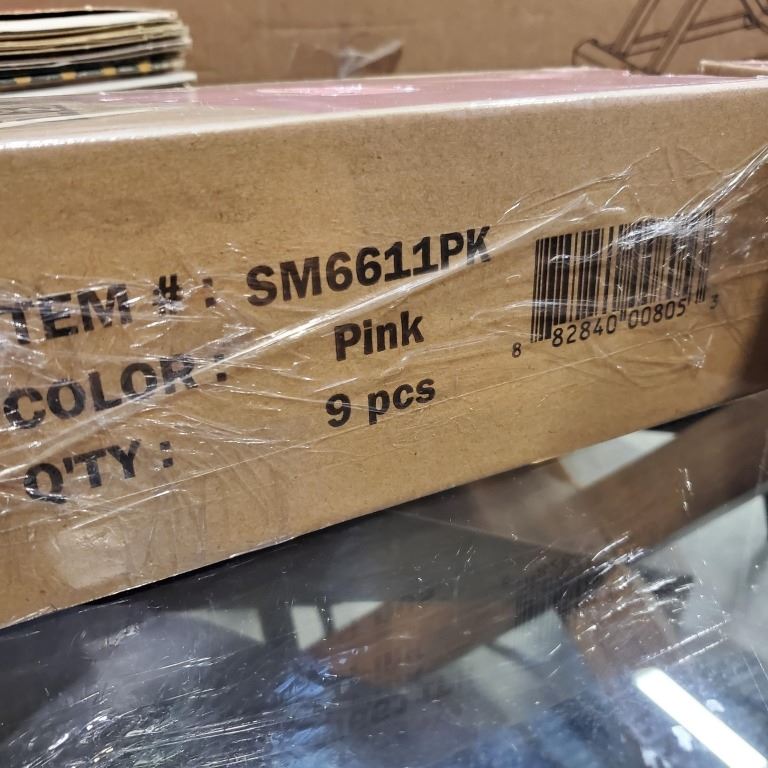 TEM # : SM6611PK
COLOR : Pink
Q'TY : 9 pcs
8 82840 00805 3